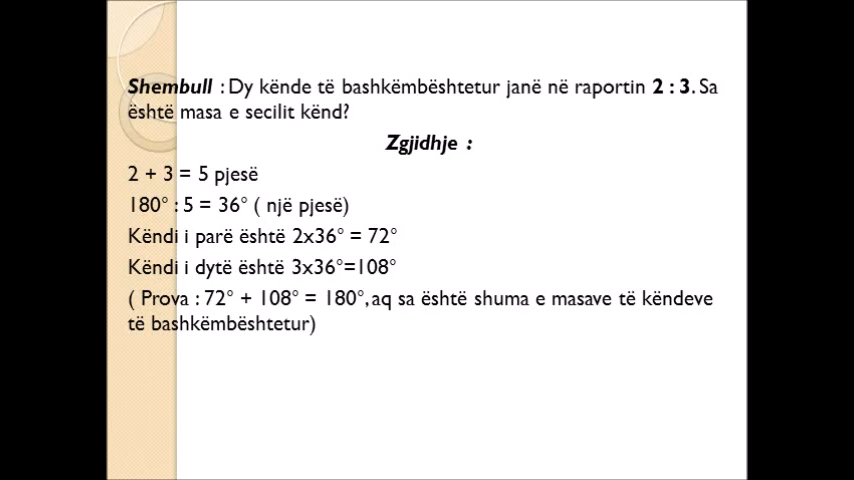 Shembull : Dy kënde të bashkëmbështetur janë në raportin 2 : 3. Sa
është masa e secilit kënd?
Zgjidhje :
2 + 3 = 5 pjesë
180° : 5 = 36° ( një pjesë)
Këndi i parë është 2x36° = 72°
Këndi i dytë është 3x36°=108°
( Prova : 72° + 108° = 180°, aq sa është shuma e masave të këndeve
të bashkëmbështetur)